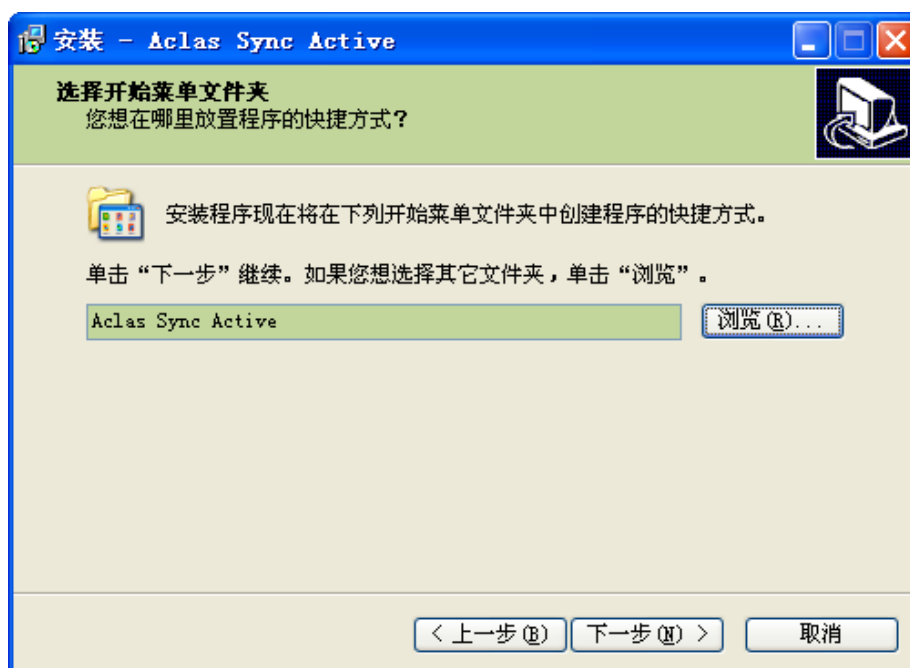 安装 - Aclas Sync Active
选择开始菜单文件夹
您想在哪里放置程序的快捷方式？
安装程序现在将在下列开始菜单文件夹中创建程序的快捷方式。
单击“下一步”继续。如果您想选择其它文件夹，单击“浏览”。
Aclas Sync Active
浏览(R)...
< 上一步(B)
下一步(N) >
取消